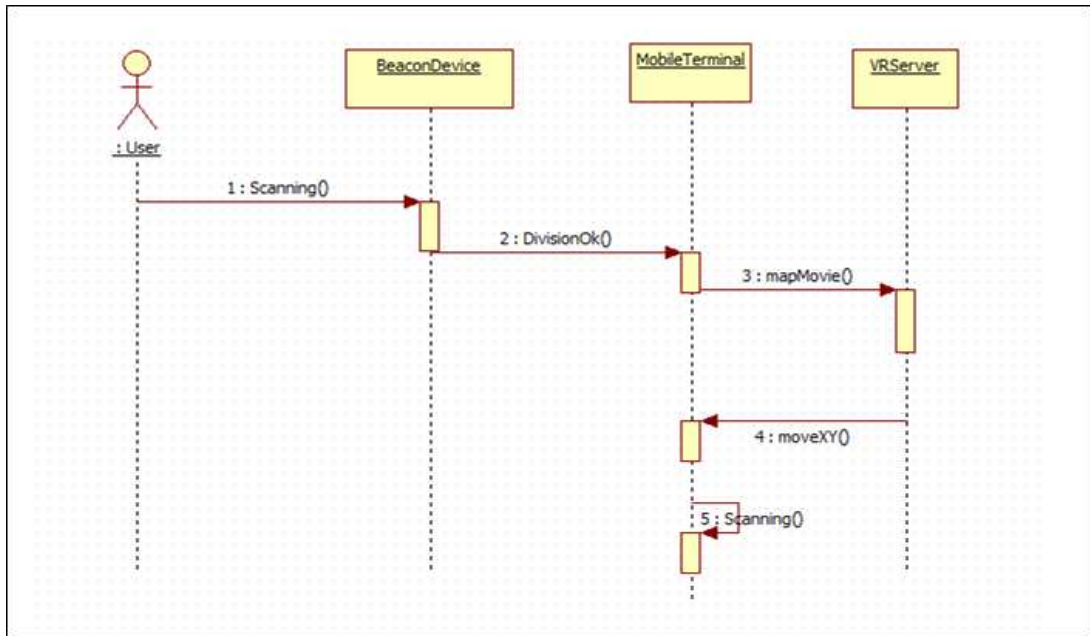 BeaconDevice
MobileTerminal
VRServer
: User
1 : Scanning()
2 : DivisionOk()
3 : mapMovie()
4 : moveXY()
5 : Scanning()